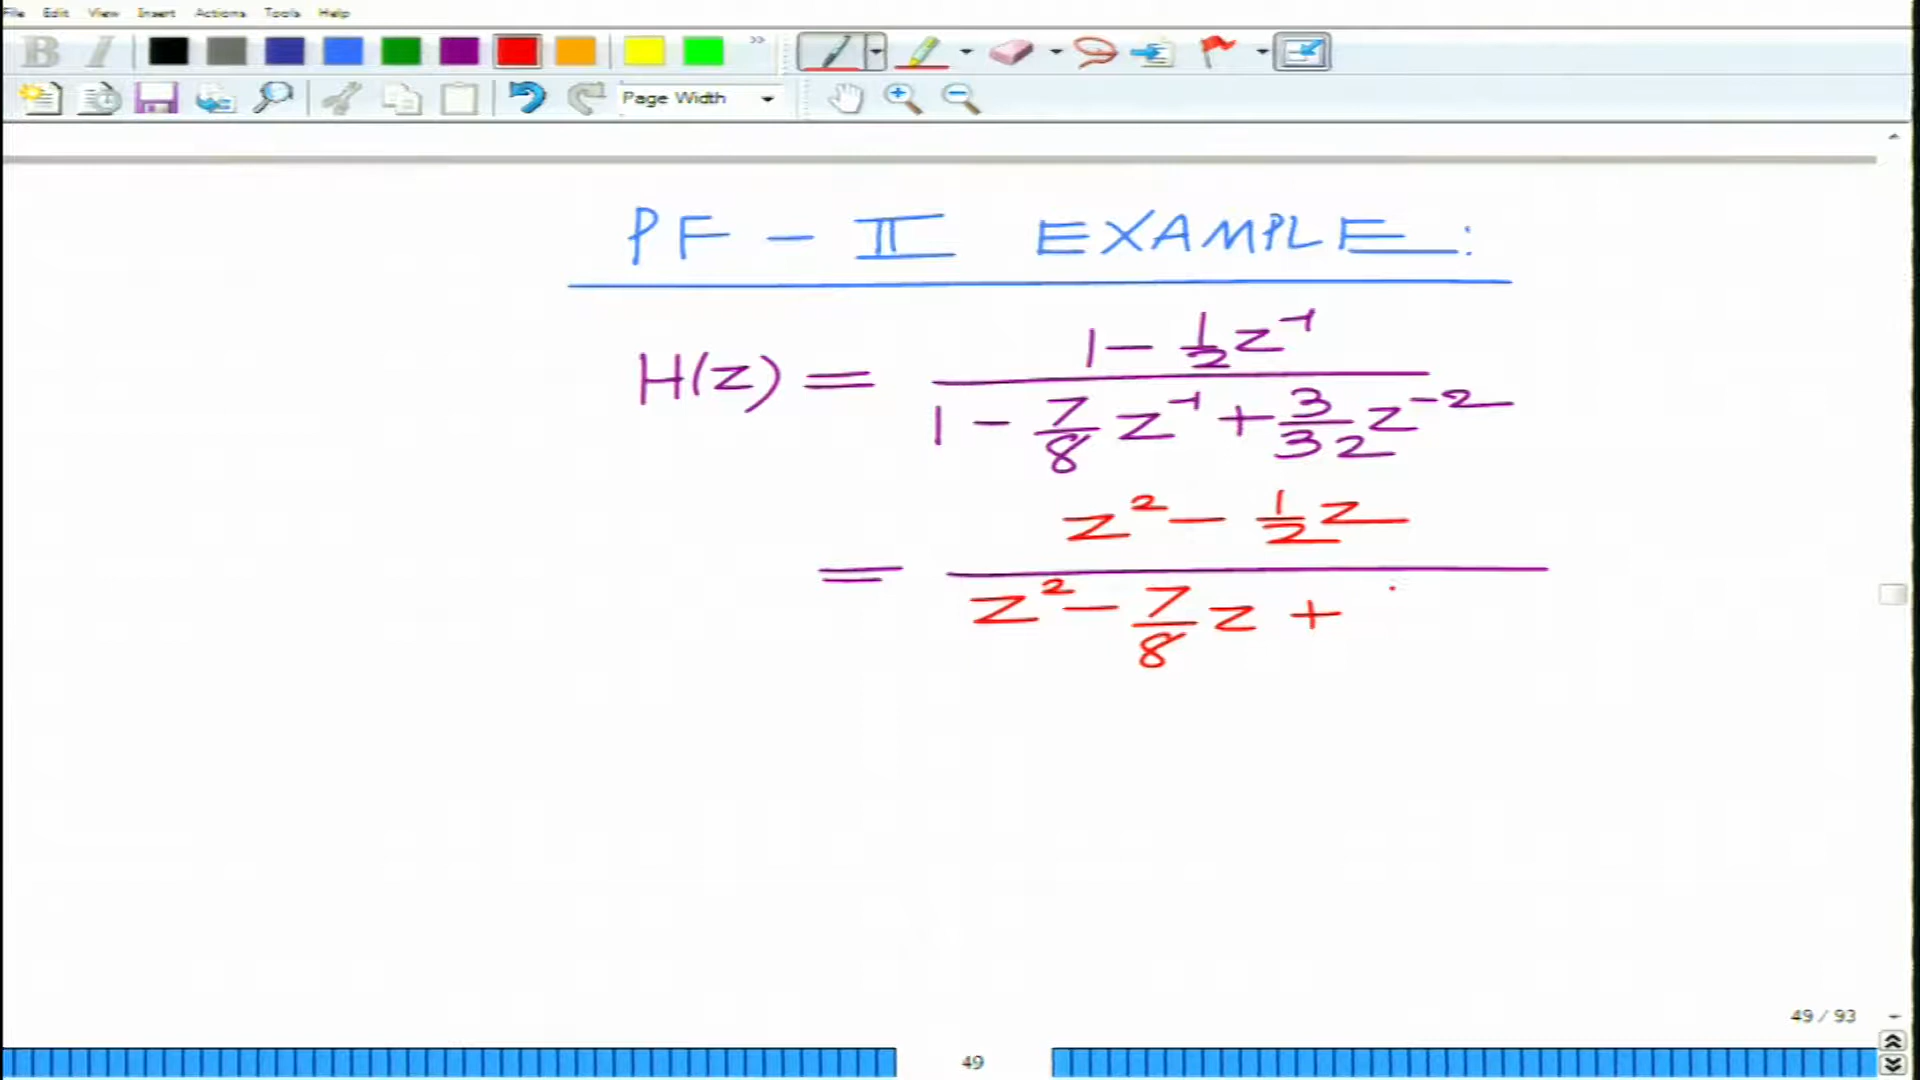 File Edit View Insert Actions Tools Help
B I
Page Width
PF - II EXAMPLE:
H(z) = (1 - 1/2 z^-1) / (1 - 7/8 z^-1 + 3/32 z^-2)
= (z^2 - 1/2 z) / (z^2 - 7/8 z +
49 / 93
49